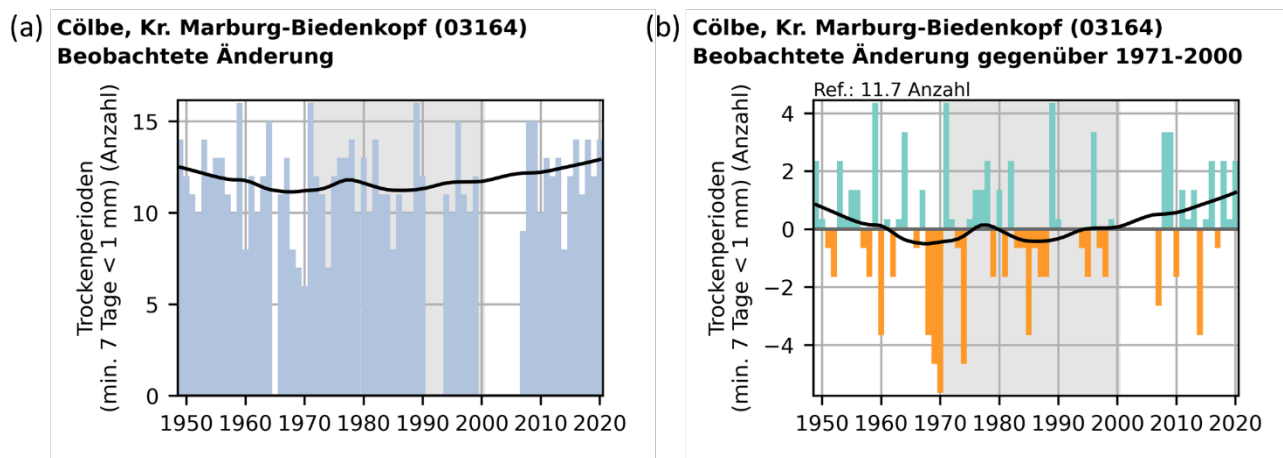 (a) Cölbe, Kr. Marburg-Biedenkopf (03164)
Beobachtete Änderung
Trockenperioden
(min. 7 Tage < 1 mm) (Anzahl)
15
10
5
0
1950 1960 1970 1980 1990 2000 2010 2020
(b) Cölbe, Kr. Marburg-Biedenkopf (03164)
Beobachtete Änderung gegenüber 1971-2000
Ref.: 11.7 Anzahl
Trockenperioden
(min. 7 Tage < 1 mm) (Anzahl)
4
2
0
−2
−4
1950 1960 1970 1980 1990 2000 2010 2020